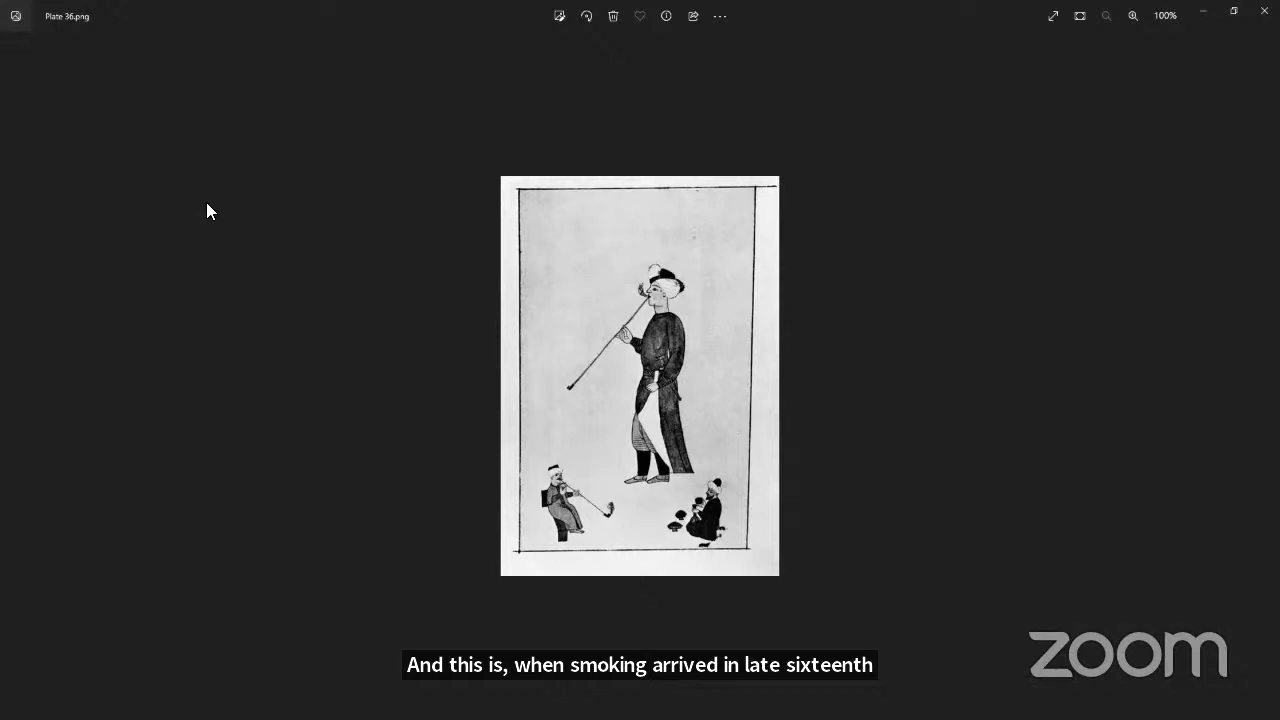 Plate 36.png
100%
And this is, when smoking arrived in late sixteenth
zoom